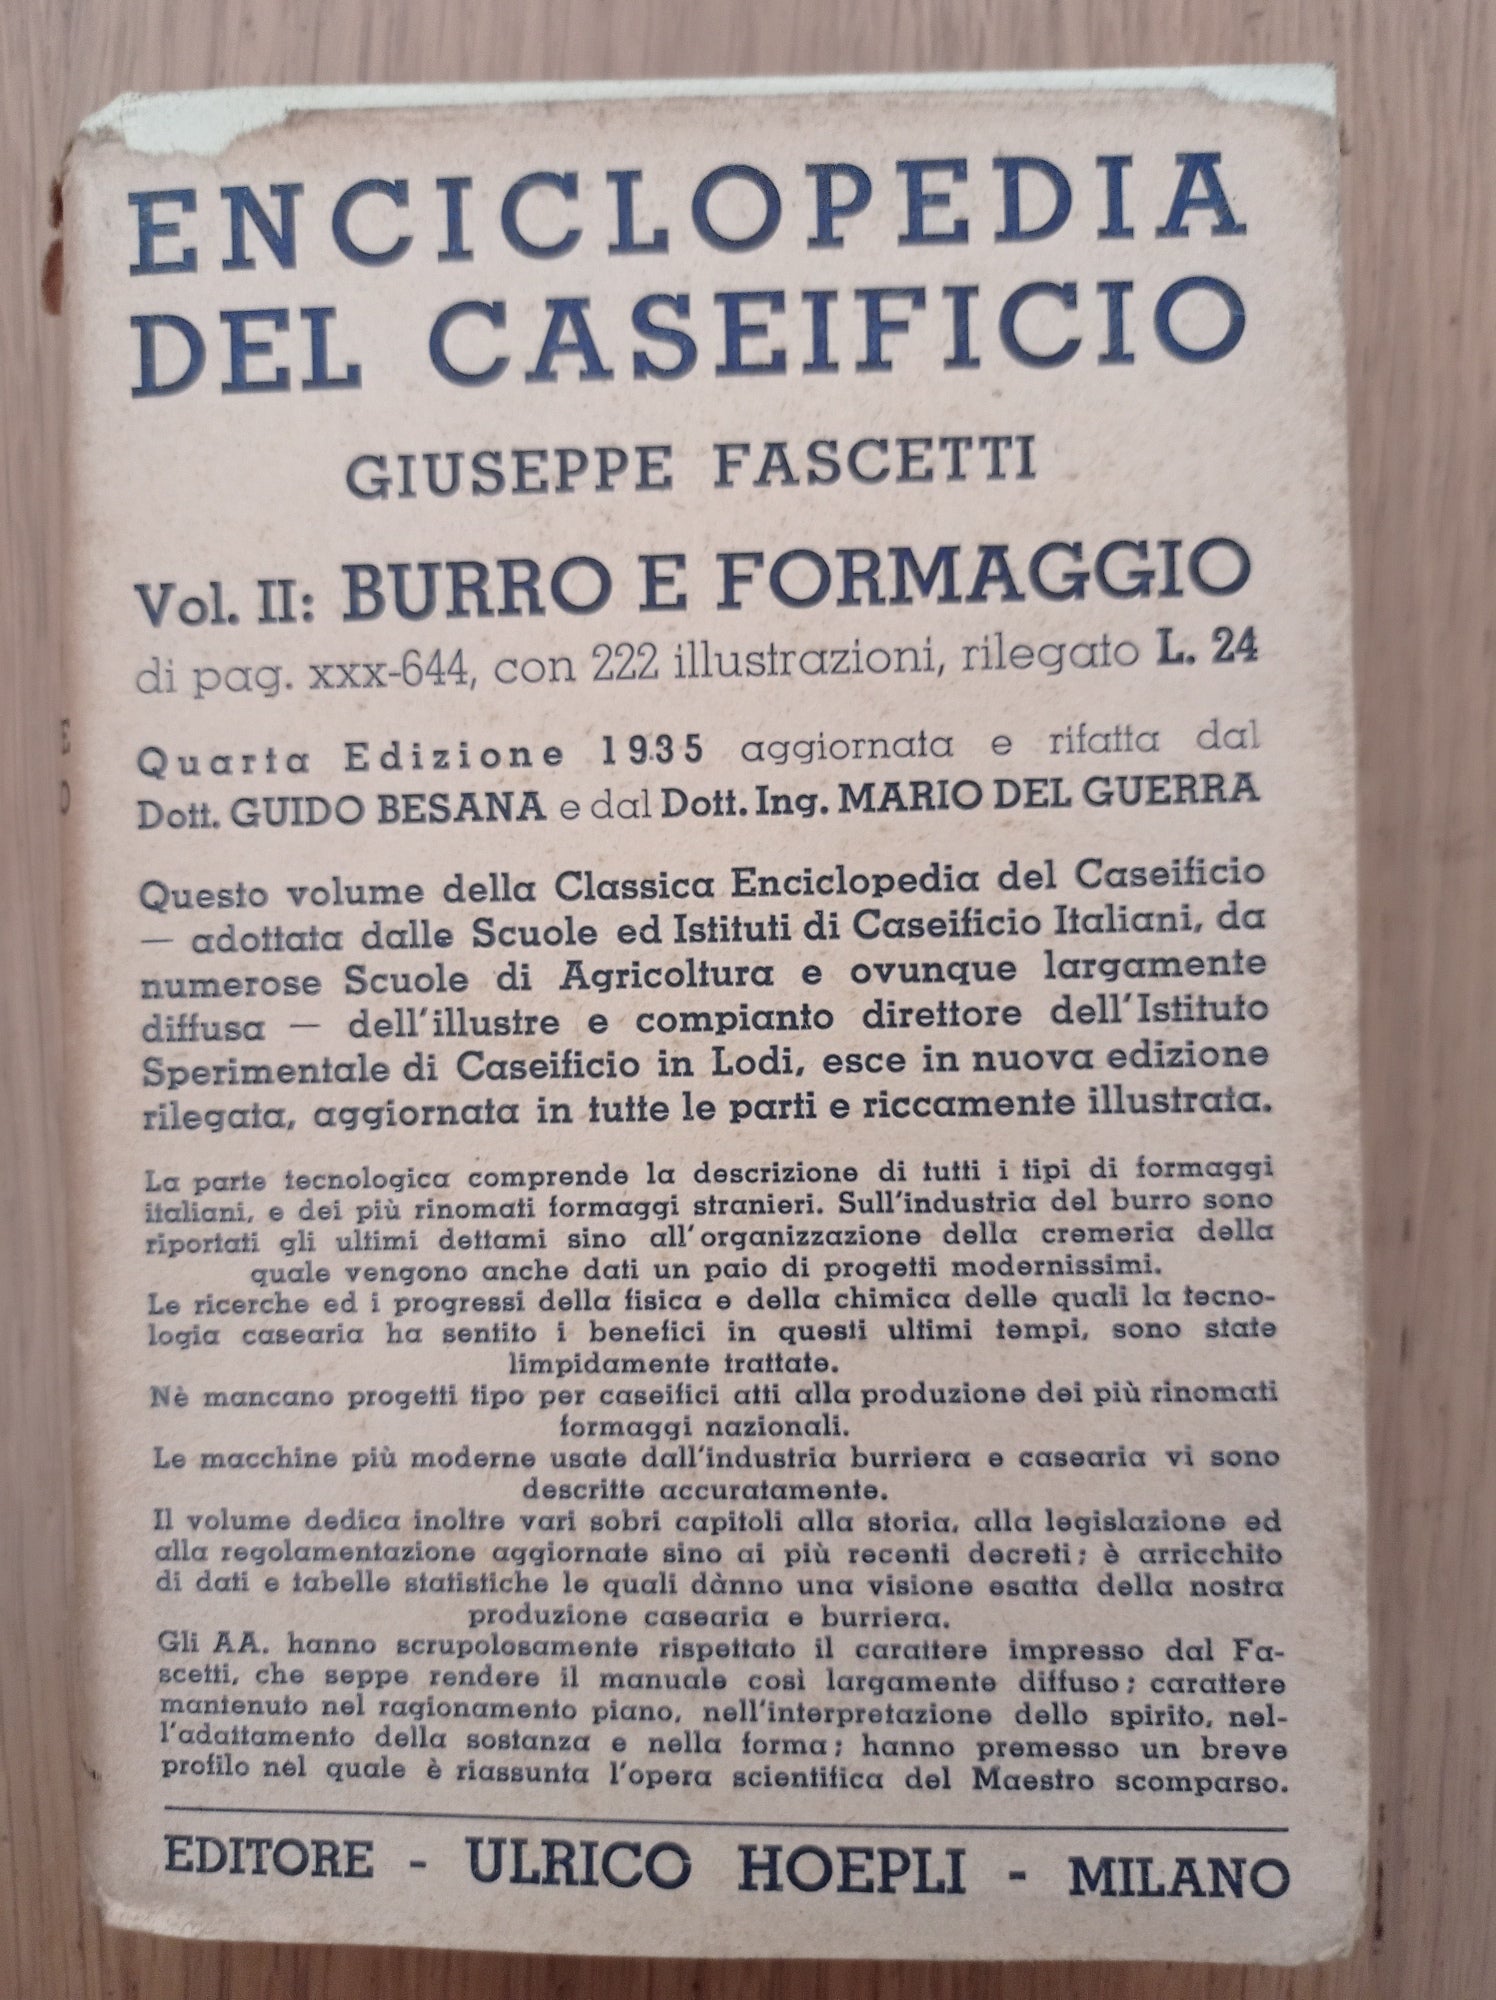 ENCICLOPEDIA
DEL CASEIFICIO
GIUSEPPE FASCETTI
Vol. II: BURRO E FORMAGGIO
di pag. xxx-644, con 222 illustrazioni, rilegato L. 24
Quarta Edizione 1935 aggiornata e rifatta dal
Dott. GUIDO BESANA e dal Dott. Ing. MARIO DEL GUERRA
Questo volume della Classica Enciclopedia del Caseificio
— adottata dalle Scuole ed Istituti di Caseificio Italiani, da
numerose Scuole di Agricoltura e ovunque largamente
diffusa — dell'illustre e compianto direttore dell'Istituto
Sperimentale di Caseificio in Lodi, esce in nuova edizione
rilegata, aggiornata in tutte le parti e riccamente illustrata.
La parte tecnologica comprende la descrizione di tutti i tipi di formaggi
italiani, e dei più rinomati formaggi stranieri. Sull'industria del burro sono
riportati gli ultimi dettami sino all'organizzazione della cremeria della
quale vengono anche dati un paio di progetti modernissimi.
Le ricerche ed i progressi della fisica e della chimica delle quali la tecno-
logia casearia ha sentito i benefici in questi ultimi tempi, sono state
limpidamente trattate.
Nè mancano progetti tipo per caseifici atti alla produzione dei più rinomati
formaggi nazionali.
Le macchine più moderne usate dall'industria burriera e casearia vi sono
descritte accuratamente.
Il volume dedica inoltre vari sobri capitoli alla storia, alla legislazione ed
alla regolamentazione aggiornate sino ai più recenti decreti; è arricchito
di dati e tabelle statistiche le quali dànno una visione esatta della nostra
produzione casearia e burriera.
Gli AA. hanno scrupolosamente rispettato il carattere impresso dal Fa-
scetti, che seppe rendere il manuale così largamente diffuso; carattere
mantenuto nel ragionamento piano, nell'interpretazione dello spirito, nel-
l'adattamento della sostanza e nella forma; hanno premesso un breve
profilo nel quale è riassunta l'opera scientifica del Maestro scomparso.
EDITORE - ULRICO HOEPLI - MILANO